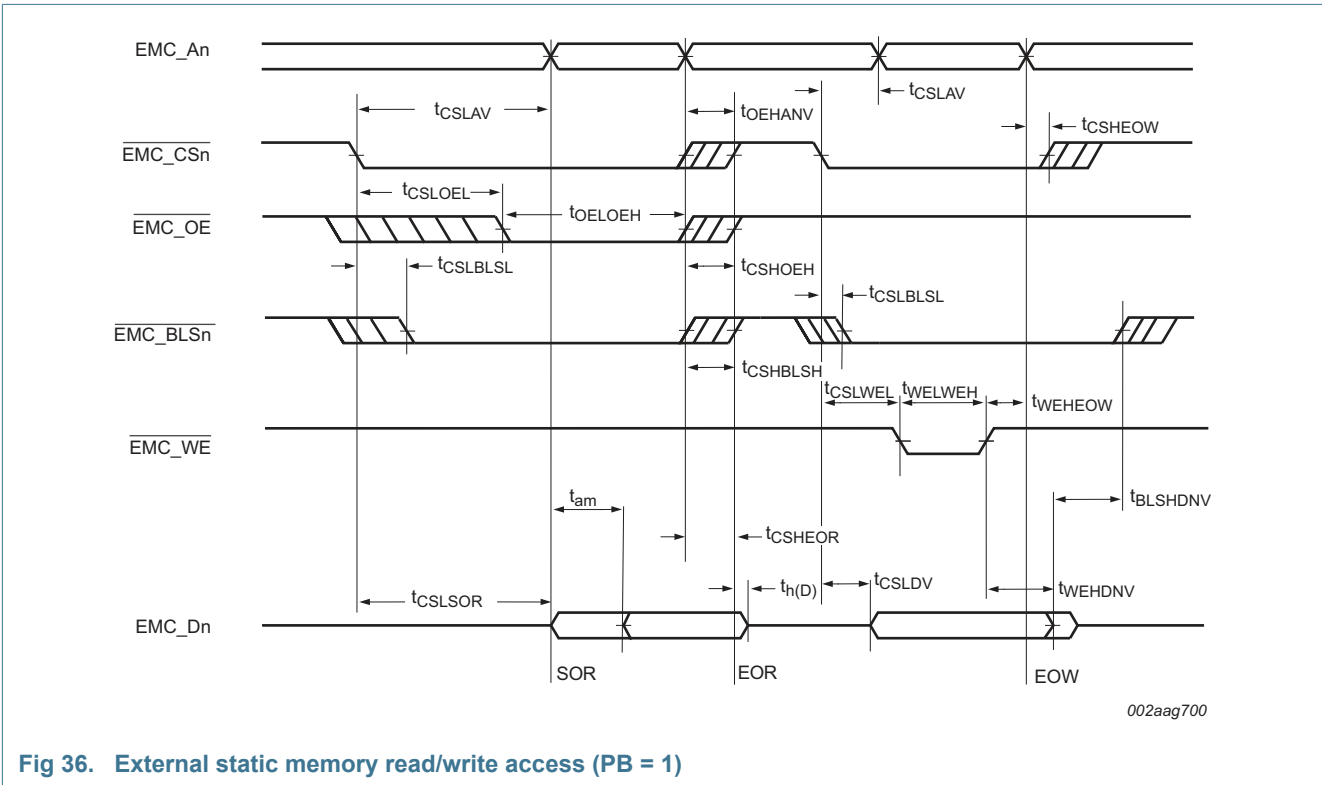 EMC_An
tCSLAV
tOEHANV
tCSLAV
tCSHEOW
EMC_CSn
tCSLOEL
tOELOEH
EMC_OE
tCSLBLSL
tCSHOEH
tCSLBLSL
EMC_BLSn
tCSHBLSH
tCSLWEL
tWELWEH
tWEHEOW
EMC_WE
tam
tBLSHDNV
tCSHEOR
tCSLSOR
th(D)
tCSLDV
tWEHDNV
EMC_Dn
SOR
EOR
EOW
002aag700
Fig 36. External static memory read/write access (PB = 1)